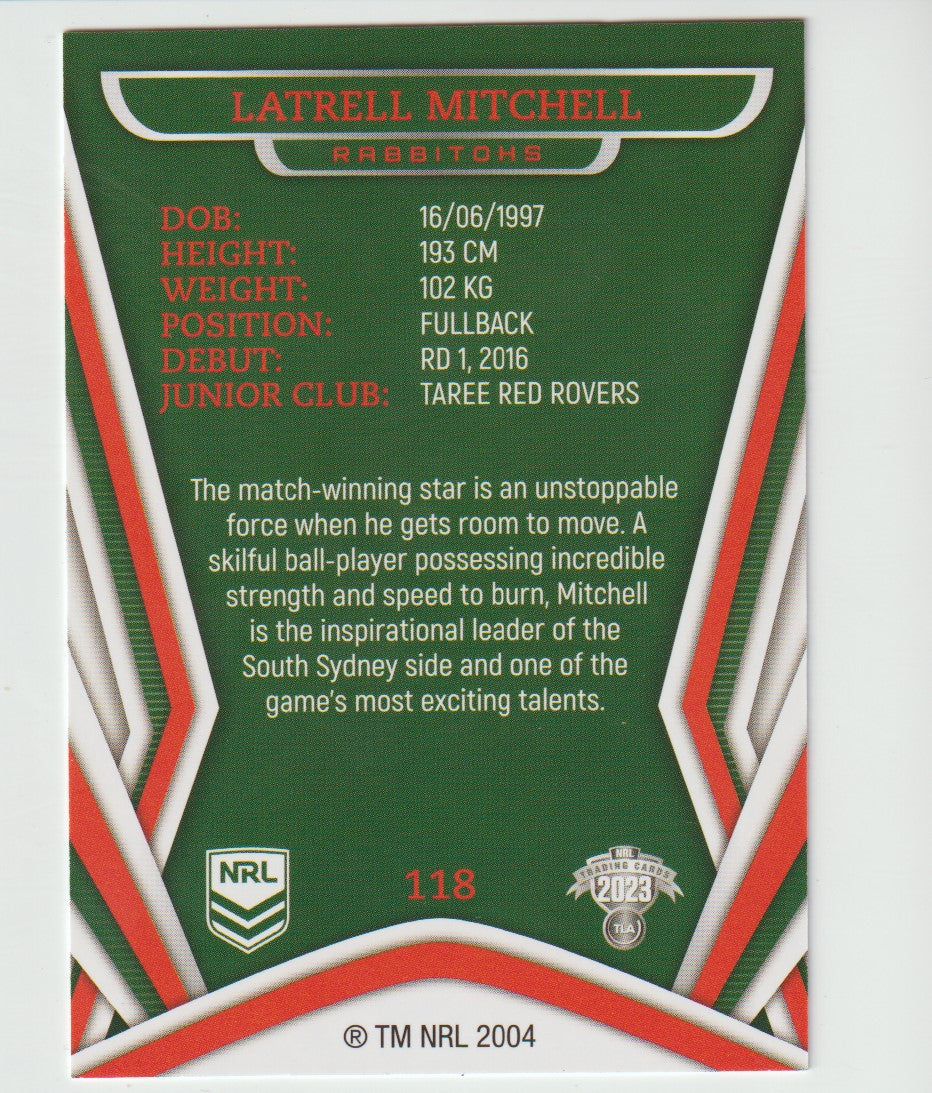 LATRELL MITCHELL
RABBITOHS
DOB: 16/06/1997
HEIGHT: 193 CM
WEIGHT: 102 KG
POSITION: FULLBACK
DEBUT: RD 1, 2016
JUNIOR CLUB: TAREE RED ROVERS
The match-winning star is an unstoppable
force when he gets room to move. A
skilful ball-player possessing incredible
strength and speed to burn, Mitchell
is the inspirational leader of the
South Sydney side and one of the
game's most exciting talents.
NRL
118
NRL
TRADING CARDS
2023
TLA
® TM NRL 2004